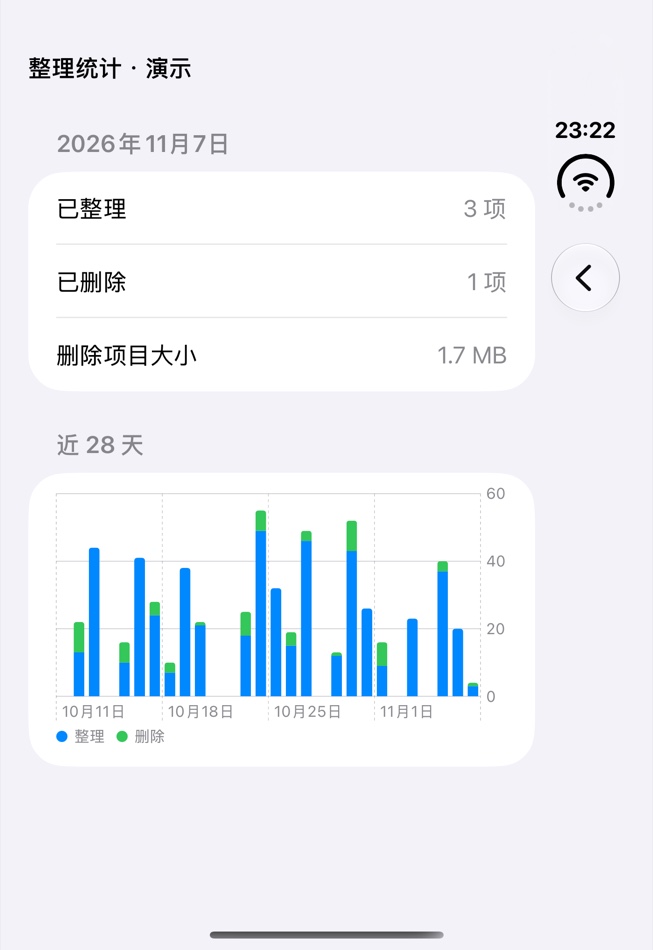 整理统计 · 演示
23:22
2026年11月7日
已整理 3 项
已删除 1 项
删除项目大小 1.7 MB
近 28 天
60
40
20
0
10月11日 10月18日 10月25日 11月1日
整理 删除